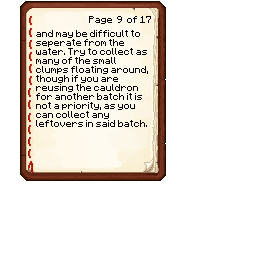 Page 9 of 17
and may be difficult to
seperate from the
water. Try to collect as
many of the small
clumps floating around,
though if you are
reusing the cauldron
for another batch it is
not a priority, as you
can collect any
leftovers in said batch.